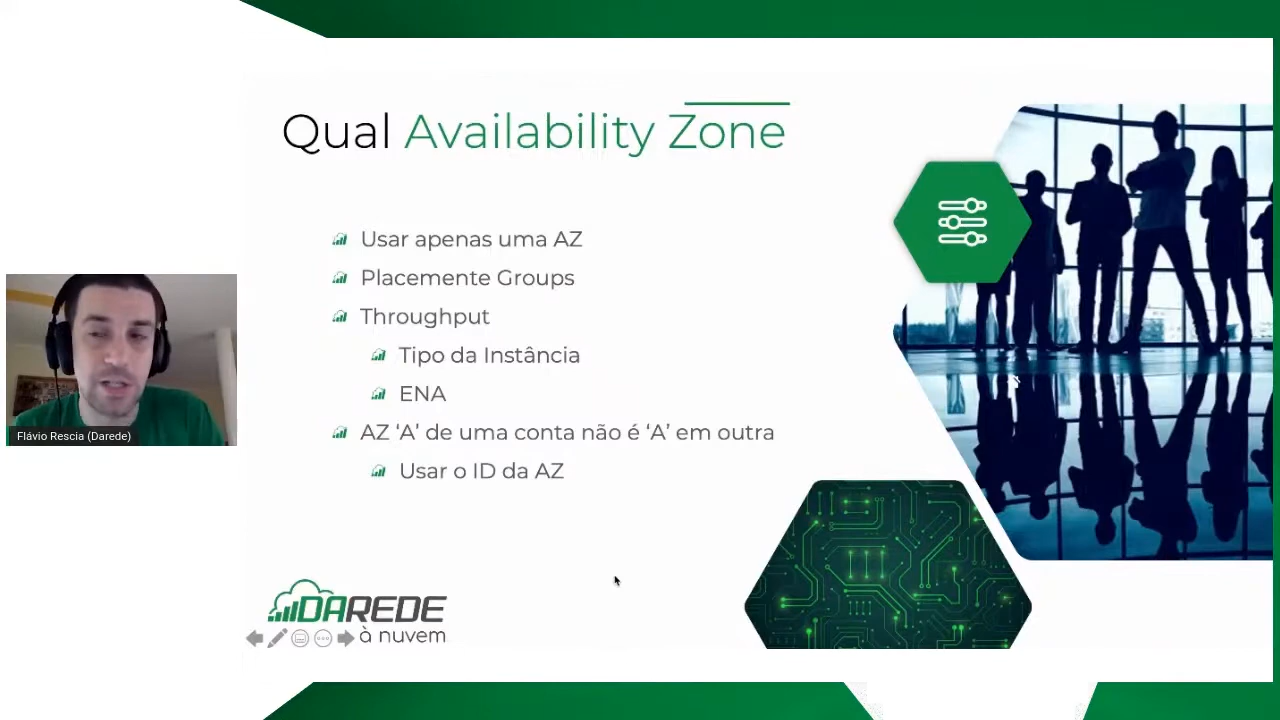 Qual Availability Zone
Usar apenas uma AZ
Placemente Groups
Throughput
Tipo da Instância
ENA
AZ ‘A’ de uma conta não é ‘A’ em outra
Usar o ID da AZ
Flávio Rescia (Darede)
DAREDE
à nuvem